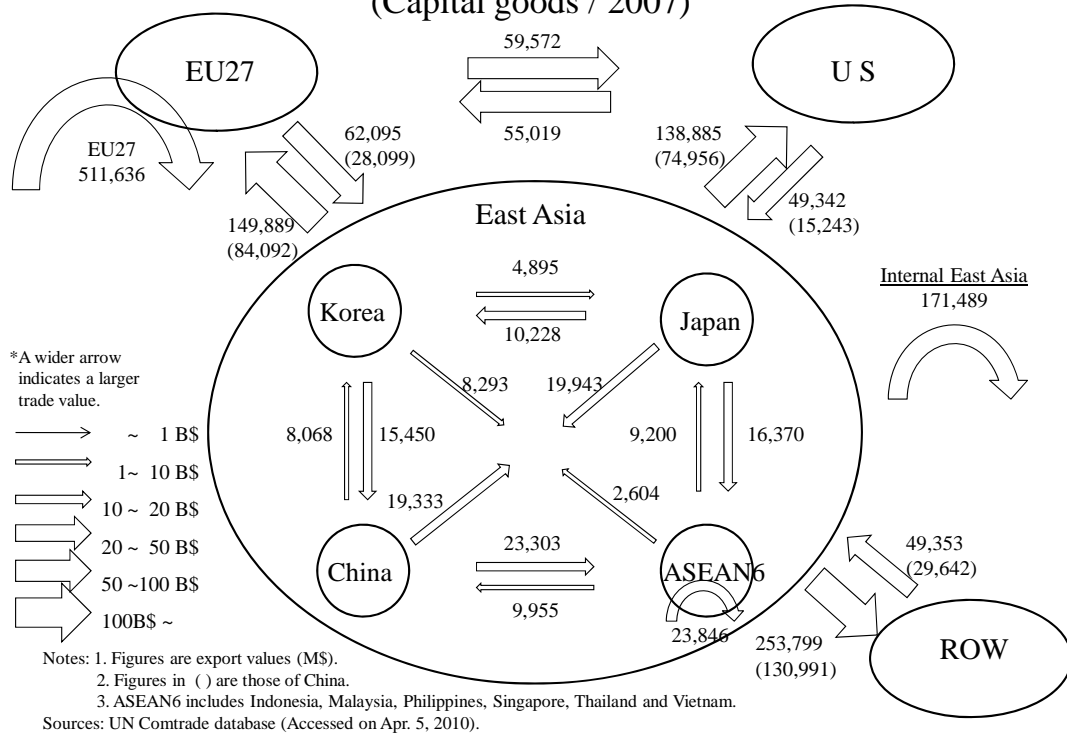 (Capital goods / 2007)
59,572
EU27
U S
55,019
EU27
511,636
62,095
(28,099)
138,885
(74,956)
149,889
(84,092)
49,342
(15,243)
East Asia
4,895
Korea
Japan
10,228
Internal East Asia
171,489
*A wider arrow
indicates a larger
trade value.
~ 1 B$
1~ 10 B$
10 ~ 20 B$
20 ~ 50 B$
50 ~100 B$
100B$ ~
8,293
19,943
8,068
15,450
9,200
16,370
19,333
2,604
23,303
China
ASEAN6
9,955
23,846
49,353
(29,642)
253,799
(130,991)
ROW
Notes: 1. Figures are export values (M$).
2. Figures in ( ) are those of China.
3. ASEAN6 includes Indonesia, Malaysia, Philippines, Singapore, Thailand and Vietnam.
Sources: UN Comtrade database (Accessed on Apr. 5, 2010).